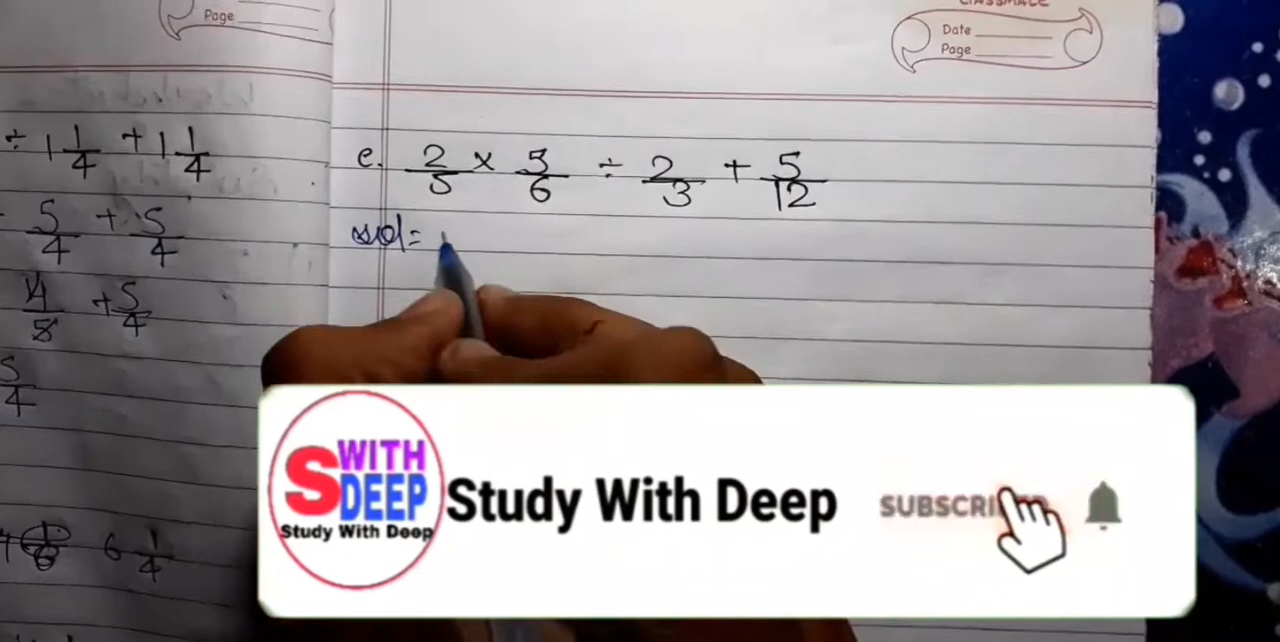 Page
CLASSMATE
Date
Page
÷ 1 1/4 + 1 1/4
5/4 + 5/4
4/5 + 5/4
5/4
6 1/4
e. 2/5 × 5/6 ÷ 2/3 + 5/12
sol=
S WITH DEEP
Study With Deep
Study With Deep